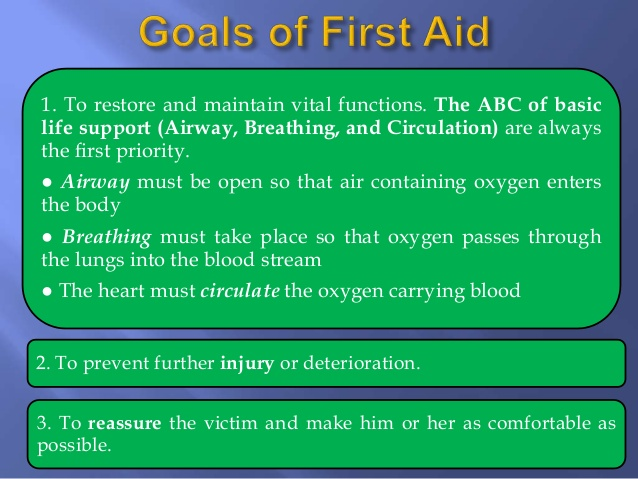 Goals of First Aid
1. To restore and maintain vital functions. The ABC of basic
life support (Airway, Breathing, and Circulation) are always
the first priority.
● Airway must be open so that air containing oxygen enters
the body
● Breathing must take place so that oxygen passes through
the lungs into the blood stream
● The heart must circulate the oxygen carrying blood
2. To prevent further injury or deterioration.
3. To reassure the victim and make him or her as comfortable as
possible.